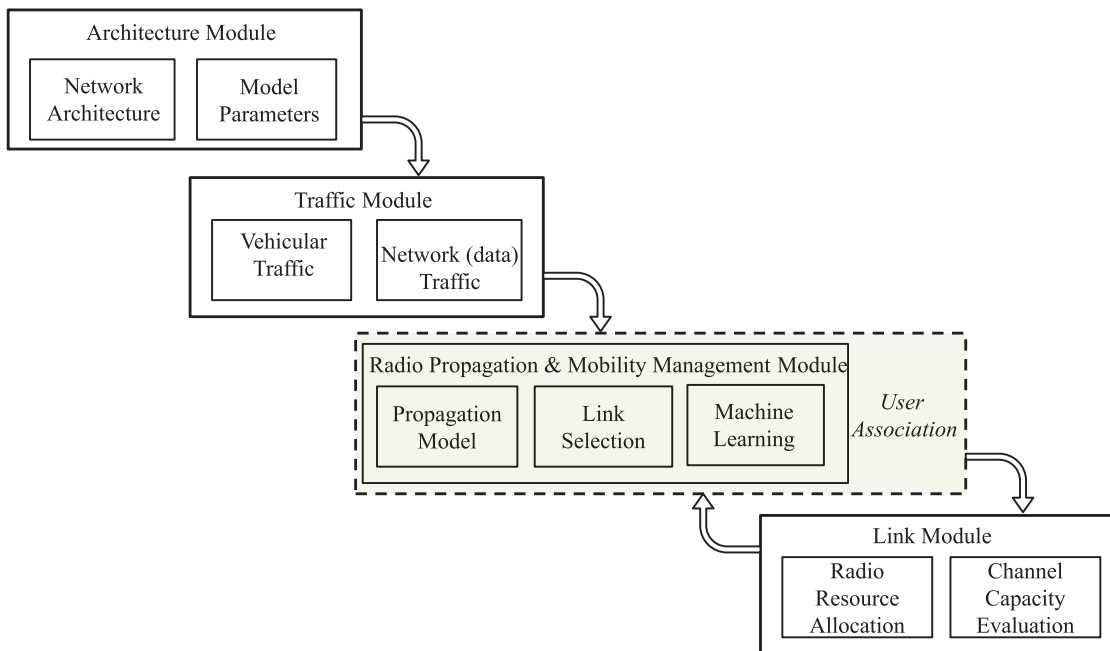 Architecture Module
Network
Architecture
Model
Parameters
Traffic Module
Vehicular
Traffic
Network (data)
Traffic
Radio Propagation & Mobility Management Module
Propagation
Model
Link
Selection
Machine
Learning
User
Association
Link Module
Radio
Resource
Allocation
Channel
Capacity
Evaluation